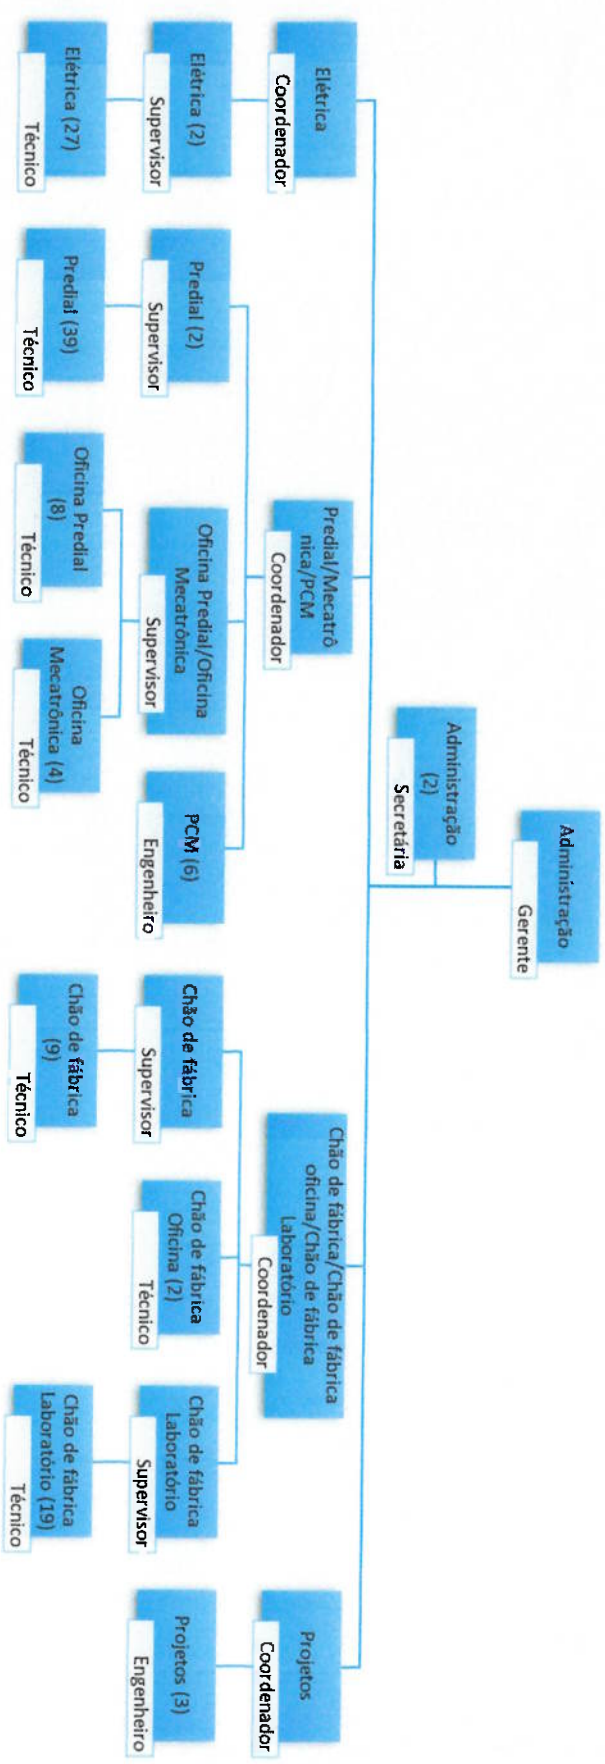 Administração
Gerente
Administração
(2)
Secretária
Elétrica
Coordenador
Predial/Mecatrô
nica/PCM
Coordenador
Chão de fábrica/Chão de fábrica
oficina/Chão de fábrica
Laboratório
Coordenador
Projetos
Coordenador
Elétrica (2)
Supervisor
Predial (2)
Supervisor
Oficina Predial/Oficina
Mecatrônica
Supervisor
PCM (6)
Engenheiro
Chão de fábrica
Supervisor
Chão de fábrica
Oficina (2)
Técnico
Chão de fábrica
Laboratório
Supervisor
Projetos (3)
Engenheiro
Elétrica (27)
Técnico
Predial (39)
Técnico
Oficina Predial
(8)
Técnico
Oficina
Mecatrônica (4)
Técnico
Chão de fábrica
(9)
Técnico
Chão de fábrica
Laboratório (19)
Técnico